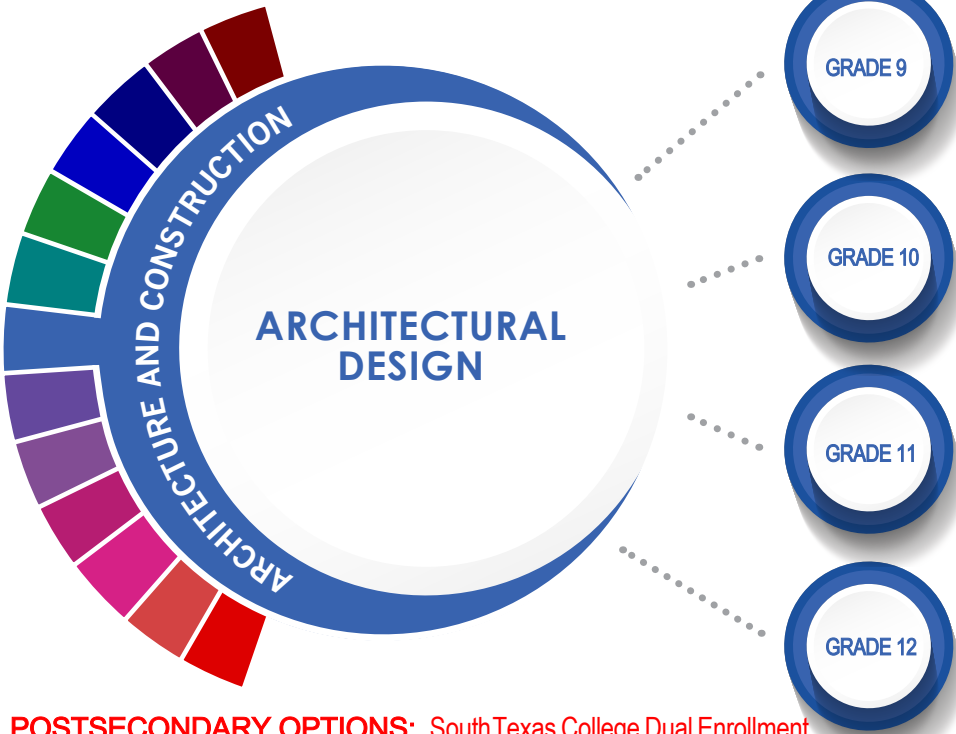 ARCHITECTURE AND CONSTRUCTION
ARCHITECTURAL
DESIGN
GRADE 9
GRADE 10
GRADE 11
GRADE 12
POSTSECONDARY OPTIONS: South Texas College Dual Enrollment